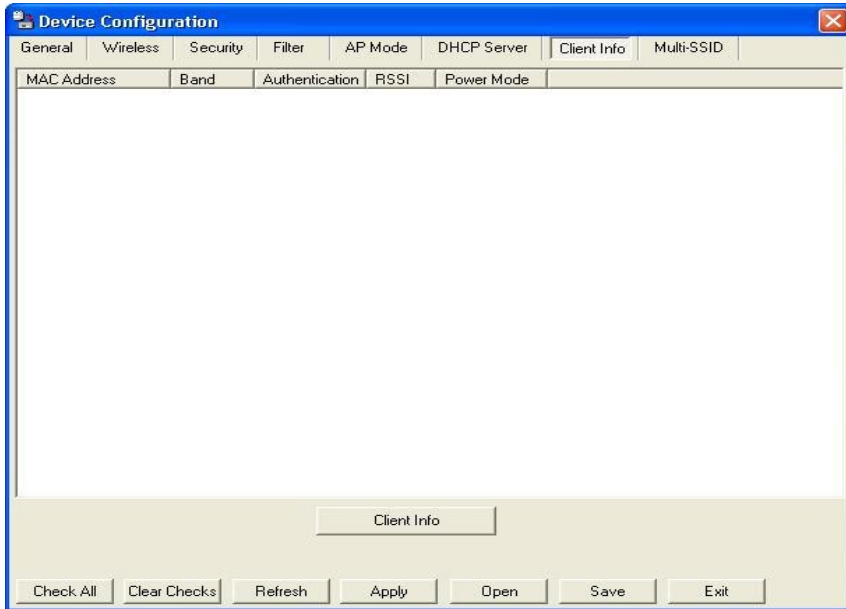 Device Configuration
General Wireless Security Filter AP Mode DHCP Server Client Info Multi-SSID
MAC Address Band Authentication RSSI Power Mode
Client Info
Check All Clear Checks Refresh Apply Open Save Exit